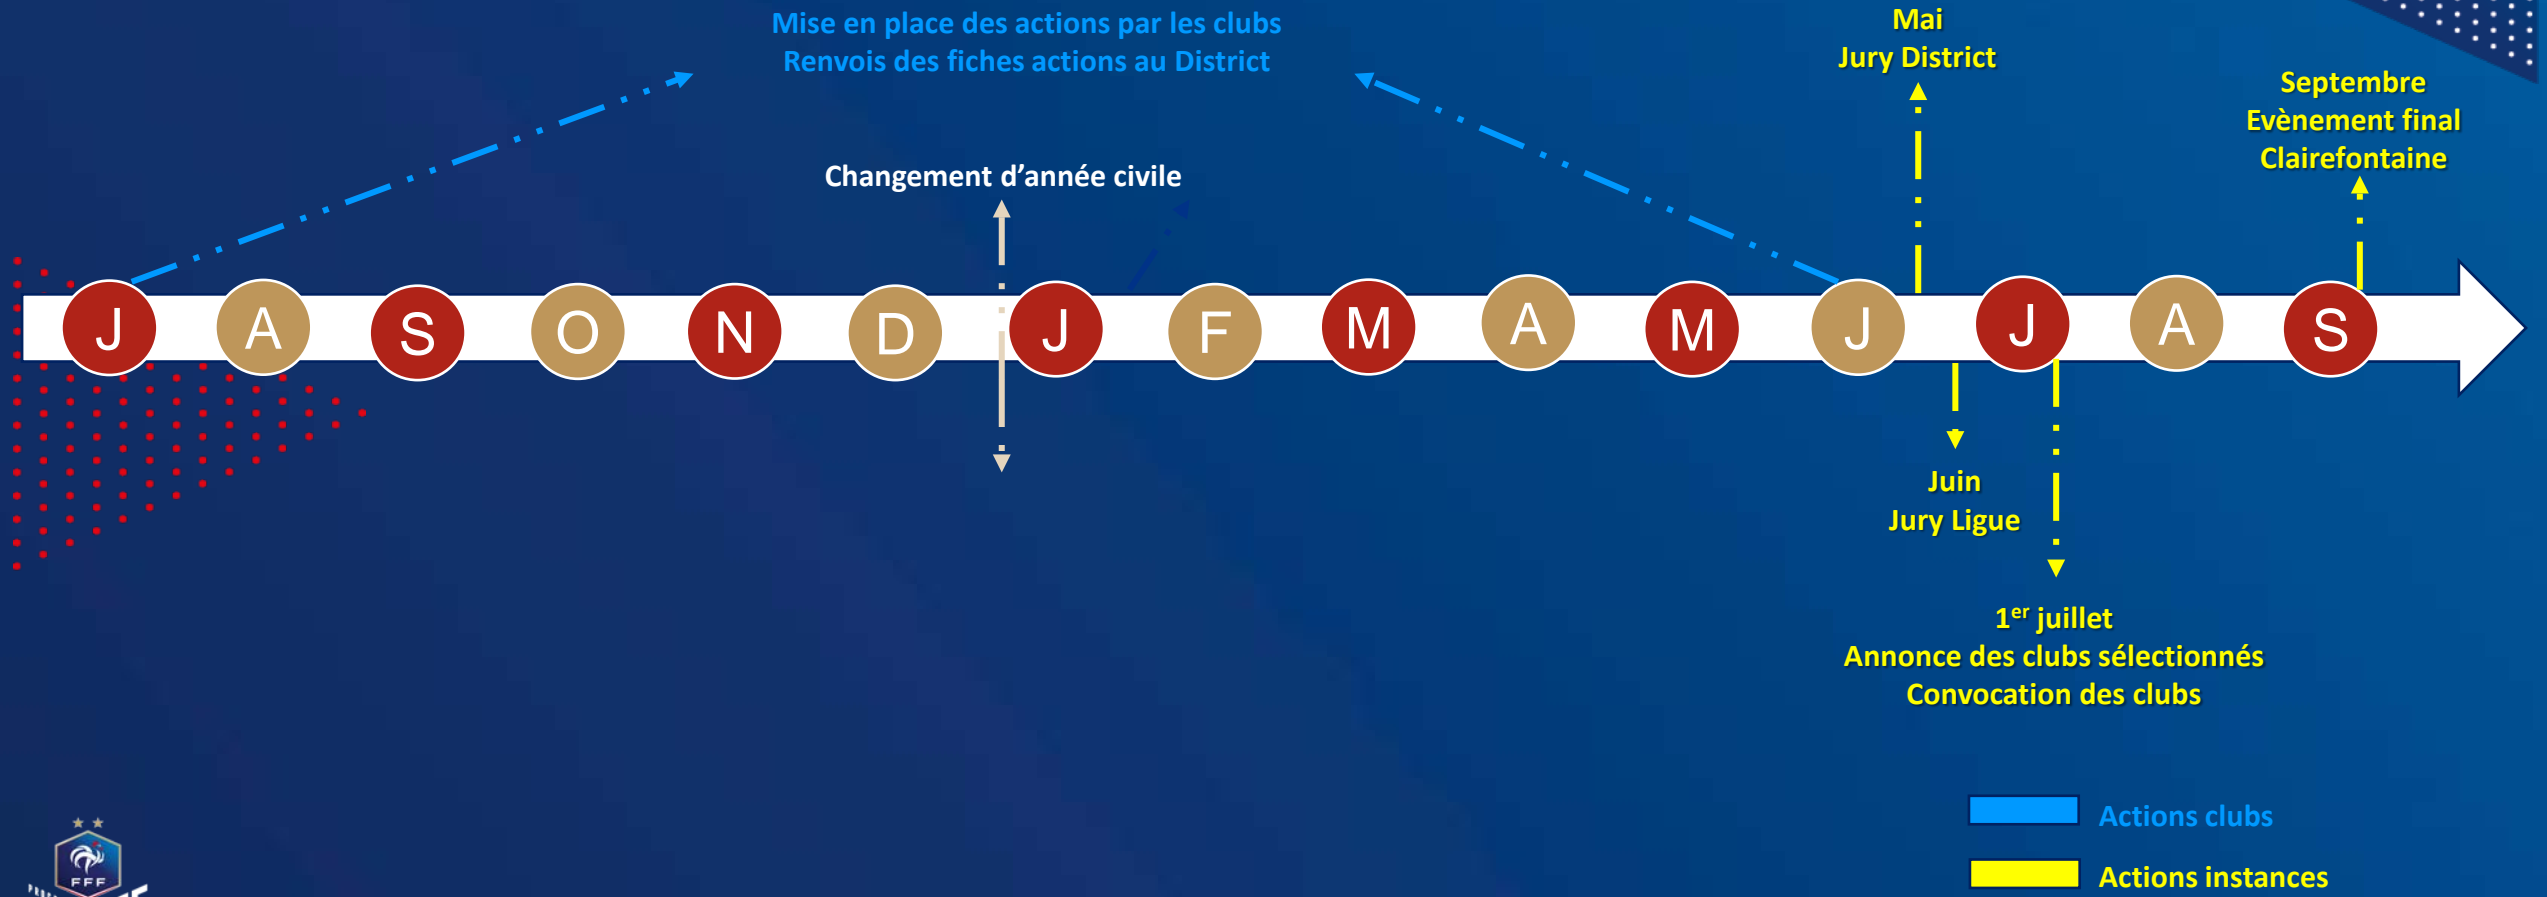 Mise en place des actions par les clubs
Renvois des fiches actions au District
Mai
Jury District
Septembre
Evènement final
Clairefontaine
Changement d’année civile
J A S O N D J F M A M J J A S
Juin
Jury Ligue
1er juillet
Annonce des clubs sélectionnés
Convocation des clubs
Actions clubs
Actions instances
FFF